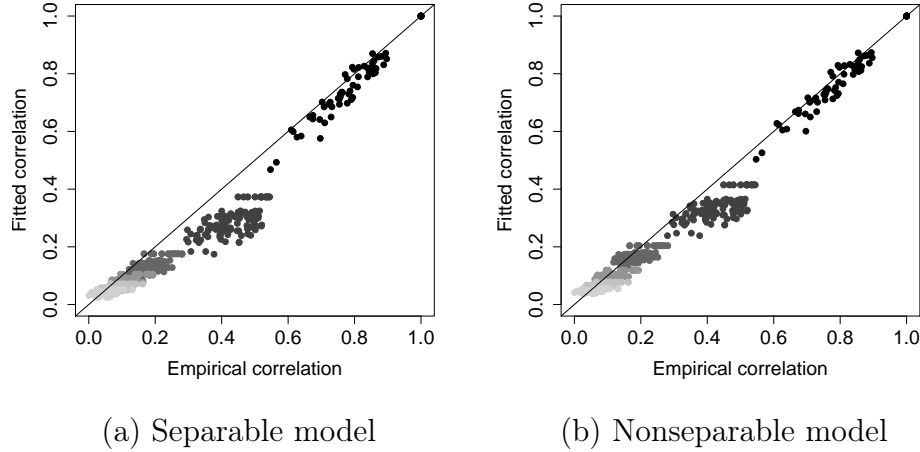 1.0
0.8
0.6
0.4
0.2
0.0
Fitted correlation
0.0 0.2 0.4 0.6 0.8 1.0
Empirical correlation
(a) Separable model
1.0
0.8
0.6
0.4
0.2
0.0
Fitted correlation
0.0 0.2 0.4 0.6 0.8 1.0
Empirical correlation
(b) Nonseparable model